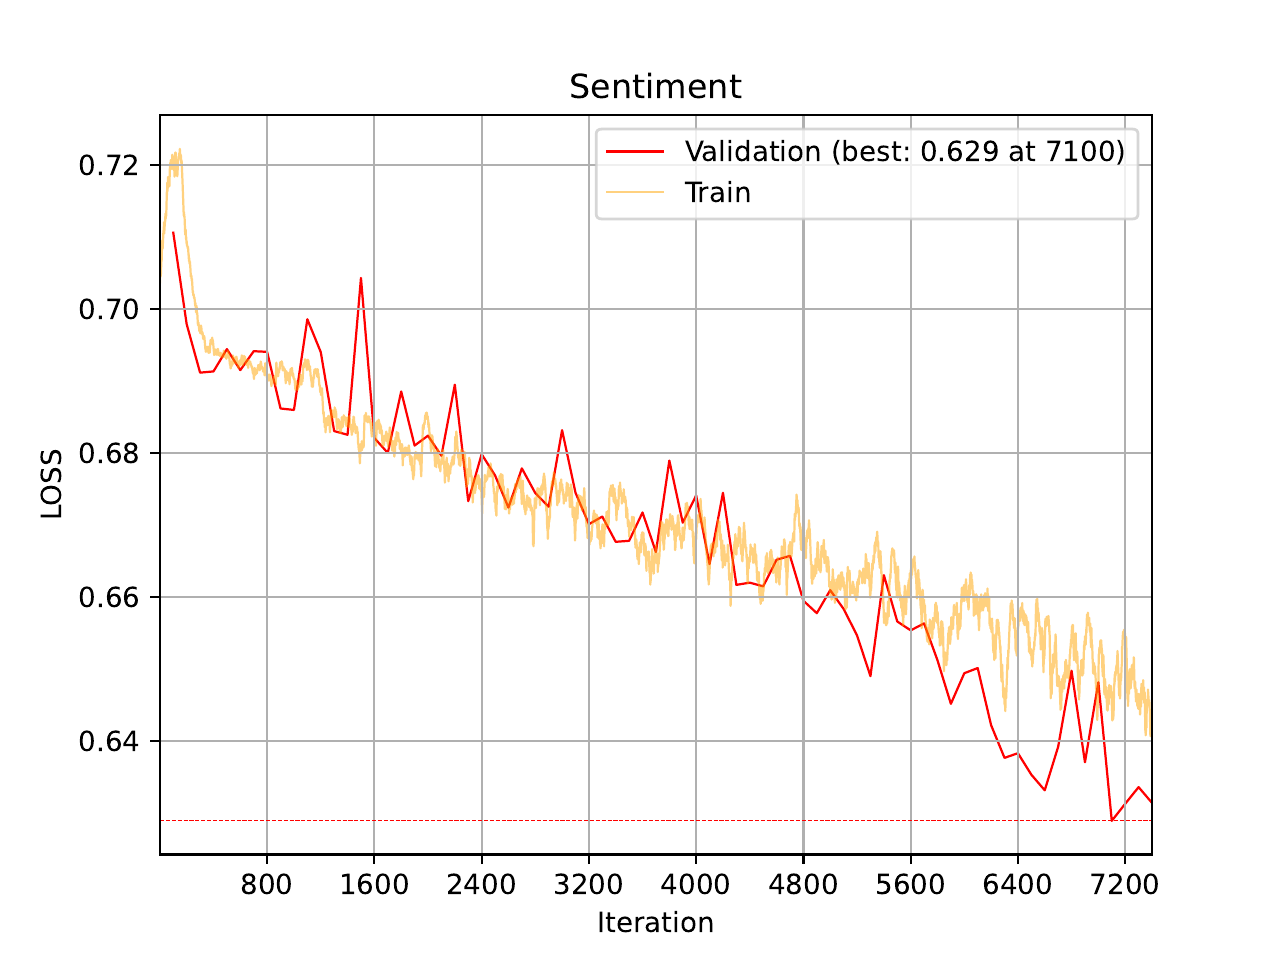 Sentiment
Validation (best: 0.629 at 7100)
Train
0.72
0.70
0.68
0.66
0.64
LOSS
800 1600 2400 3200 4000 4800 5600 6400 7200
Iteration